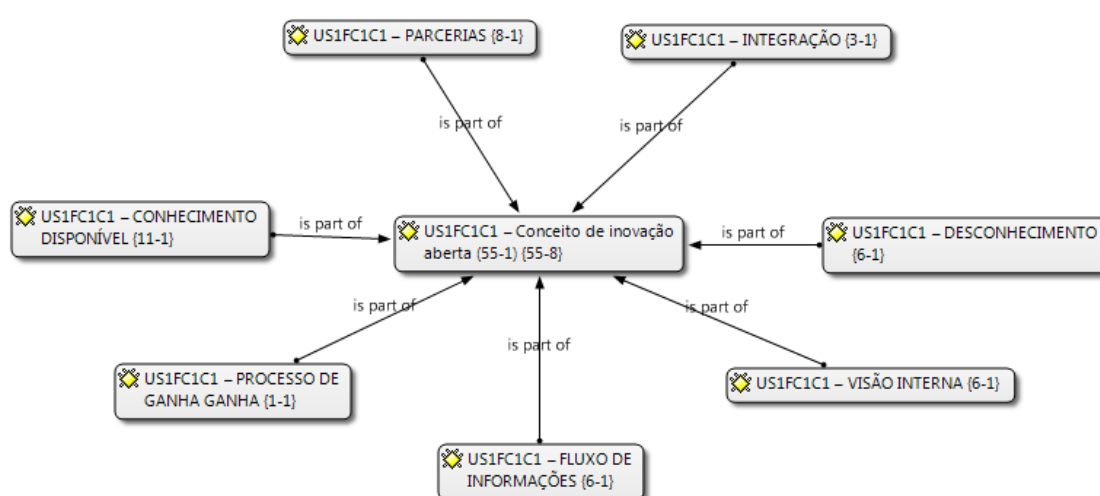 US1FC1C1 – PARCERIAS {8-1}
US1FC1C1 – INTEGRAÇÃO {3-1}
is part of
is part of
US1FC1C1 – CONHECIMENTO
DISPONÍVEL {11-1}
is part of
US1FC1C1 – Conceito de inovação
aberta (55-1) {55-8}
is part of
US1FC1C1 – DESCONHECIMENTO
{6-1}
is part of
is part of
is part of
US1FC1C1 – PROCESSO DE
GANHA GANHA {1-1}
US1FC1C1 – VISÃO INTERNA {6-1}
US1FC1C1 – FLUXO DE
INFORMAÇÕES {6-1}